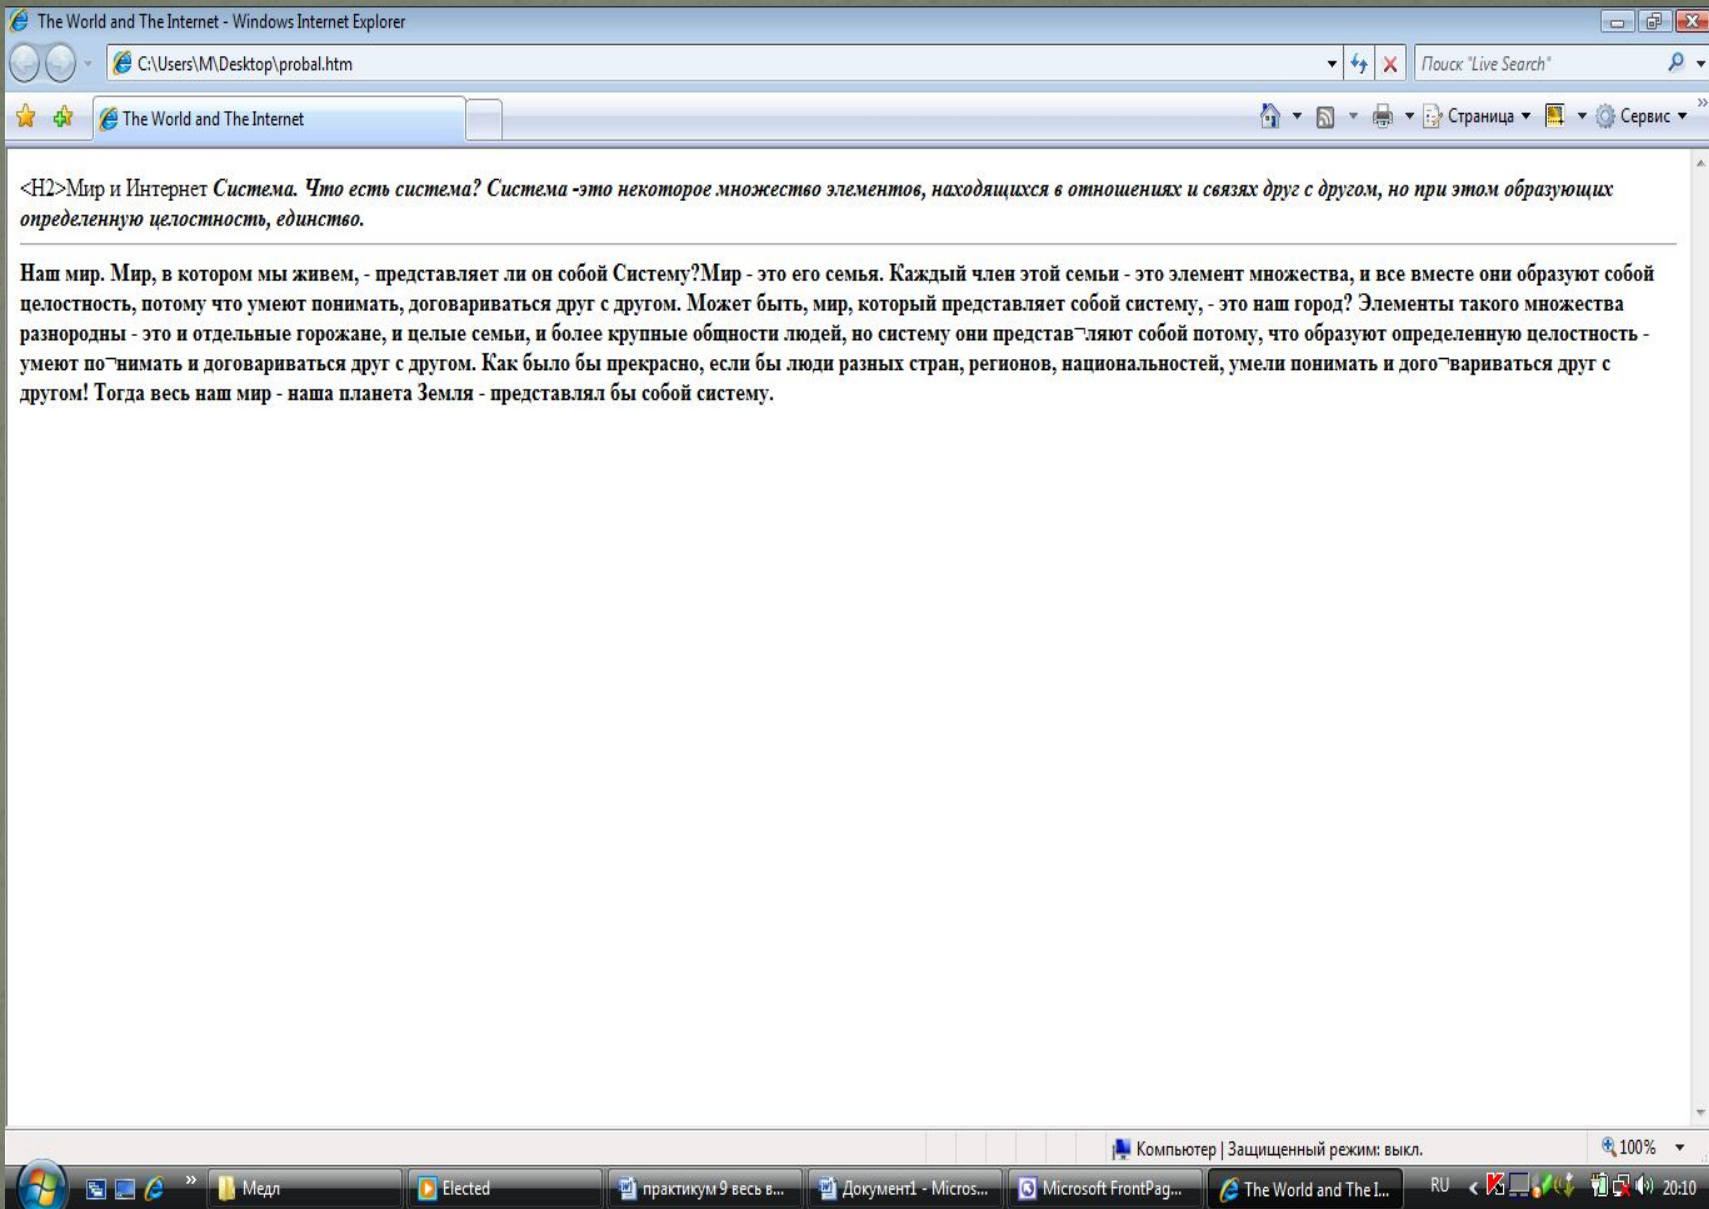 The World and The Internet - Windows Internet Explorer
C:\Users\M\Desktop\probal.htm
Поиск "Live Search"
The World and The Internet
Страница
Сервис
<H2>Мир и Интернет Система. Что есть система? Система -это некоторое множество элементов, находящихся в отношениях и связях друг с другом, но при этом образующих
определенную целостность, единство.
Наш мир. Мир, в котором мы живем, - представляет ли он собой Систему?Мир - это его семья. Каждый член этой семьи - это элемент множества, и все вместе они образуют собой
целостность, потому что умеют понимать, договариваться друг с другом. Может быть, мир, который представляет собой систему, - это наш город? Элементы такого множества
разнородны - это и отдельные горожане, и целые семьи, и более крупные общности людей, но систему они представ¬ляют собой потому, что образуют определенную целостность -
умеют по¬нимать и договариваться друг с другом. Как было бы прекрасно, если бы люди разных стран, регионов, национальностей, умели понимать и дого¬вариваться друг с
другом! Тогда весь наш мир - наша планета Земля - представлял бы собой систему.
Компьютер | Защищенный режим: выкл.
100%
Медл
Elected
практикум 9 весь в...
Документ1 - Micros...
Microsoft FrontPag...
The World and The I...
RU
20:10